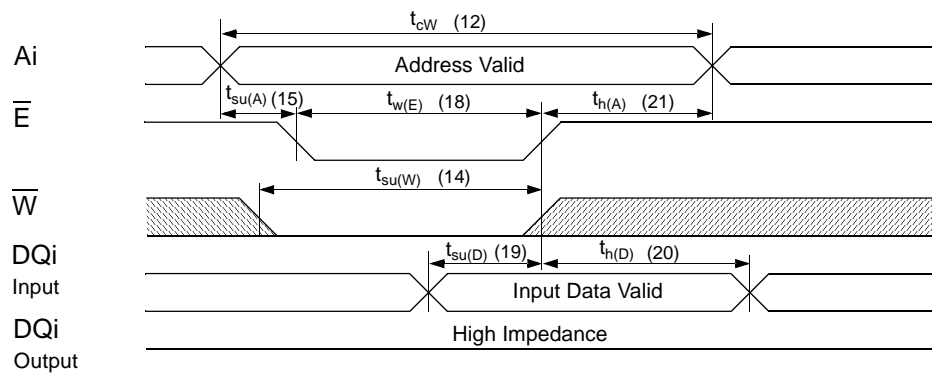 t_cW (12)
Ai
Address Valid
t_su(A) (15) t_w(E) (18) t_h(A) (21)
E̅
t_su(W) (14)
W̅
DQi t_su(D) (19) t_h(D) (20)
Input Input Data Valid
DQi High Impedance
Output